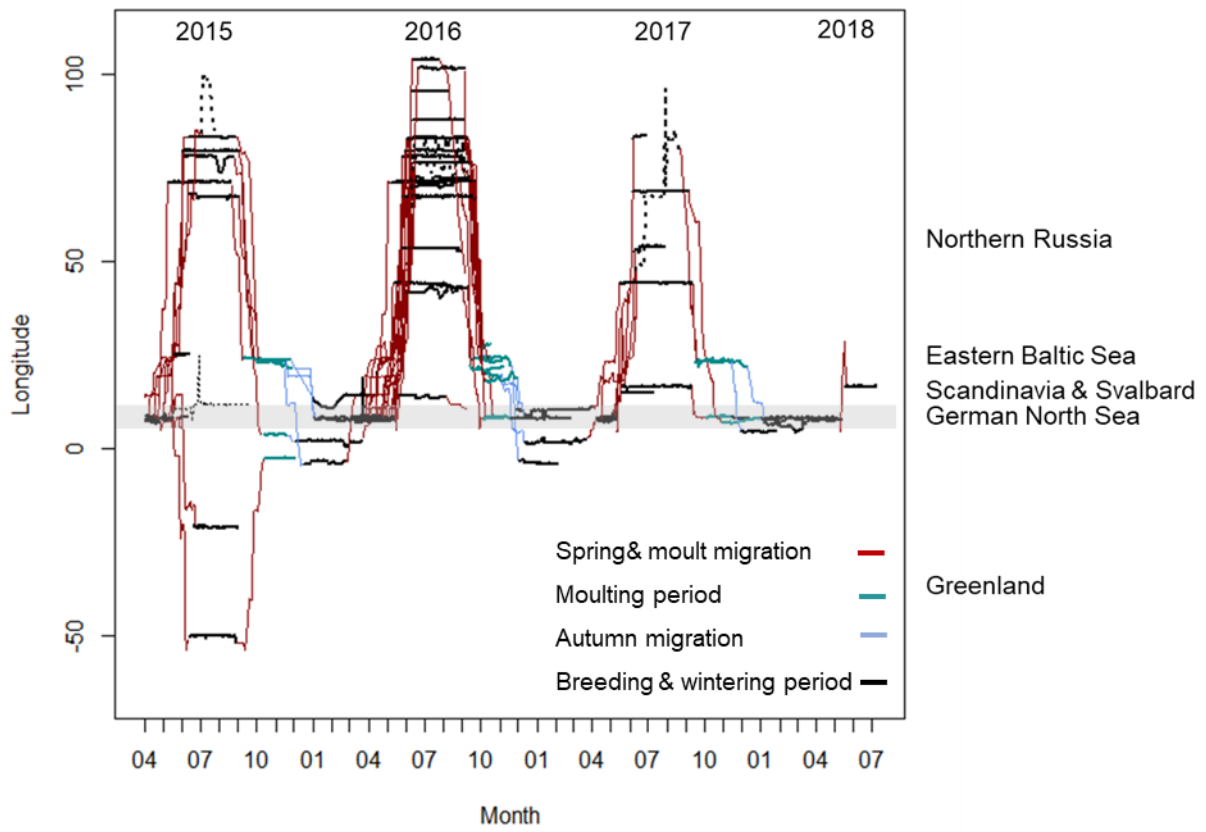 2015 2016 2017 2018
100
50
0
-50
Longitude
Northern Russia
Eastern Baltic Sea
Scandinavia & Svalbard
German North Sea
Greenland
Spring& moult migration
Moulting period
Autumn migration
Breeding & wintering period
04 07 10 01 04 07 10 01 04 07 10 01 04 07
Month